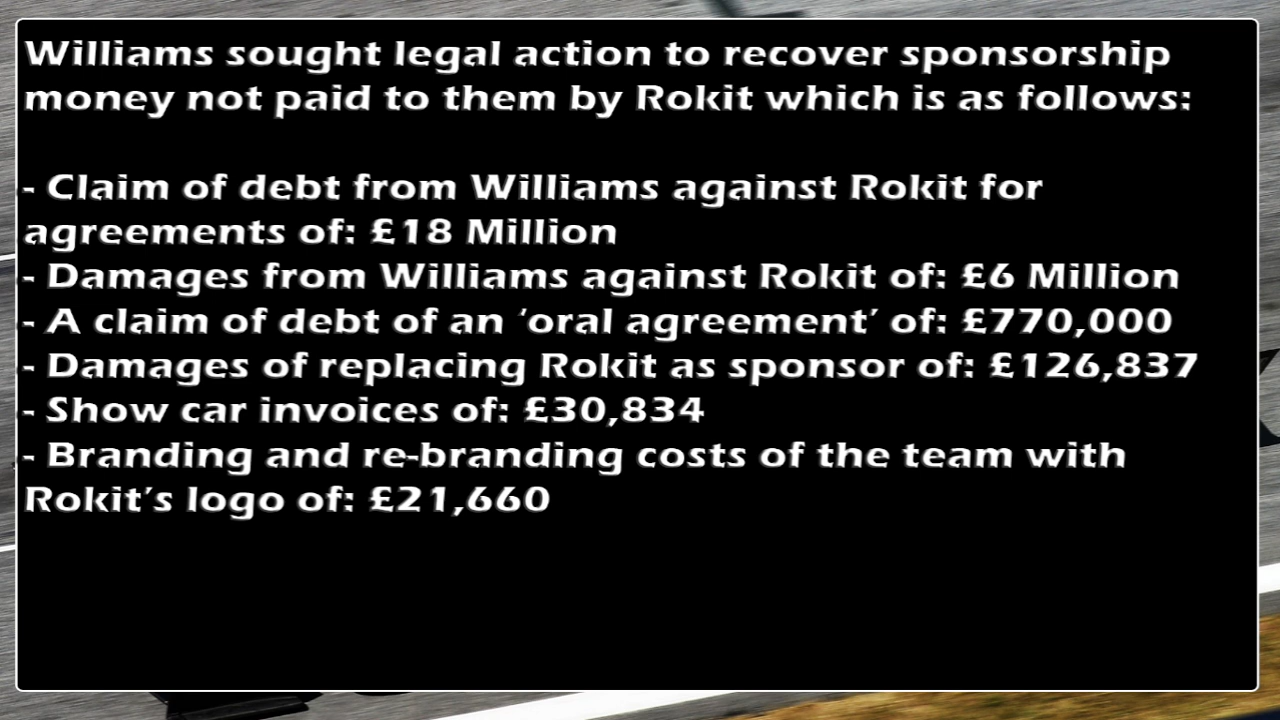 Williams sought legal action to recover sponsorship
money not paid to them by Rokit which is as follows:
- Claim of debt from Williams against Rokit for
agreements of: £18 Million
- Damages from Williams against Rokit of: £6 Million
- A claim of debt of an ‘oral agreement’ of: £770,000
- Damages of replacing Rokit as sponsor of: £126,837
- Show car invoices of: £30,834
- Branding and re-branding costs of the team with
Rokit’s logo of: £21,660